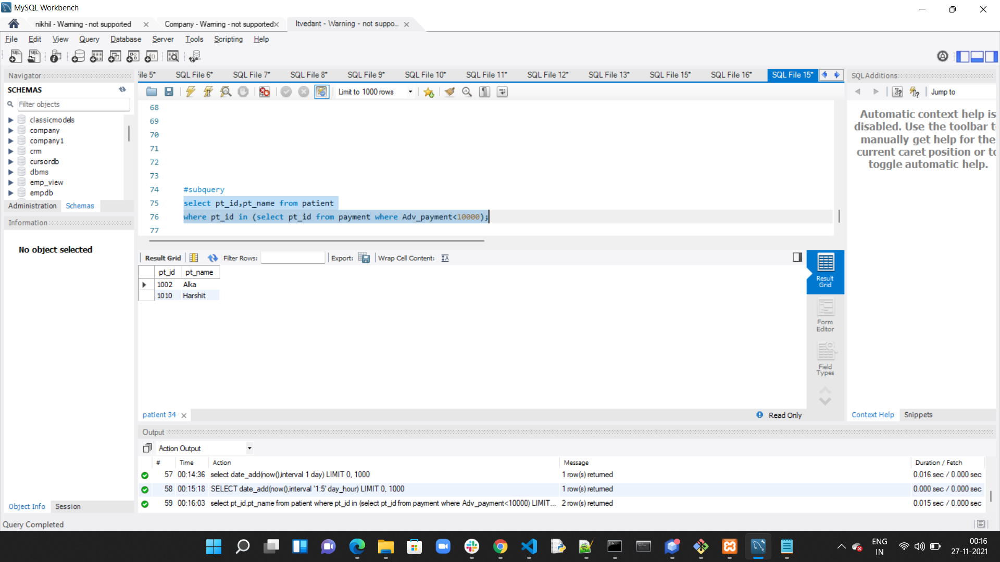 MySQL Workbench
nikhil - Warning - not supported
Company - Warning - not supported
Itvedant - Warning - not suppo...
File Edit View Query Database Server Tools Scripting Help
Navigator
SCHEMAS
Filter objects
classicmodels
company
company1
crm
cursordb
dbms
emp_view
empdb
Administration Schemas
Information
No object selected
Object Info Session
ile 5* SQL File 6* SQL File 7* SQL File 8* SQL File 9* SQL File 10* SQL File 11* SQL File 12* SQL File 13* SQL File 15* SQL File 16* SQL File 15*
Limit to 1000 rows
68
69
70
71
72
73
74 #subquery
75 select pt_id,pt_name from patient
76 where pt_id in (select pt_id from payment where Adv_payment<10000);
77
Result Grid Filter Rows: Export: Wrap Cell Content:
pt_id pt_name
1002 Alka
1010 Harshit
Result
Grid
Form
Editor
Field
Types
patient 34
Read Only
SQLAdditions
Jump to
Automatic context help is
disabled. Use the toolbar t
manually get help for the
current caret position or to
toggle automatic help.
Context Help Snippets
Output
Action Output
# Time Action Message Duration / Fetch
57 00:14:36 select date_add(now(),interval 1 day) LIMIT 0, 1000 1 row(s) returned 0.016 sec / 0.000 sec
58 00:15:18 SELECT date_add(now(),interval '1:5' day_hour) LIMIT 0, 1000 1 row(s) returned 0.000 sec / 0.000 sec
59 00:16:03 select pt_id,pt_name from patient where pt_id in (select pt_id from payment where Adv_payment<10000) LIMIT... 2 row(s) returned 0.015 sec / 0.000 sec
Query Completed
ENG
IN
00:16
27-11-2021